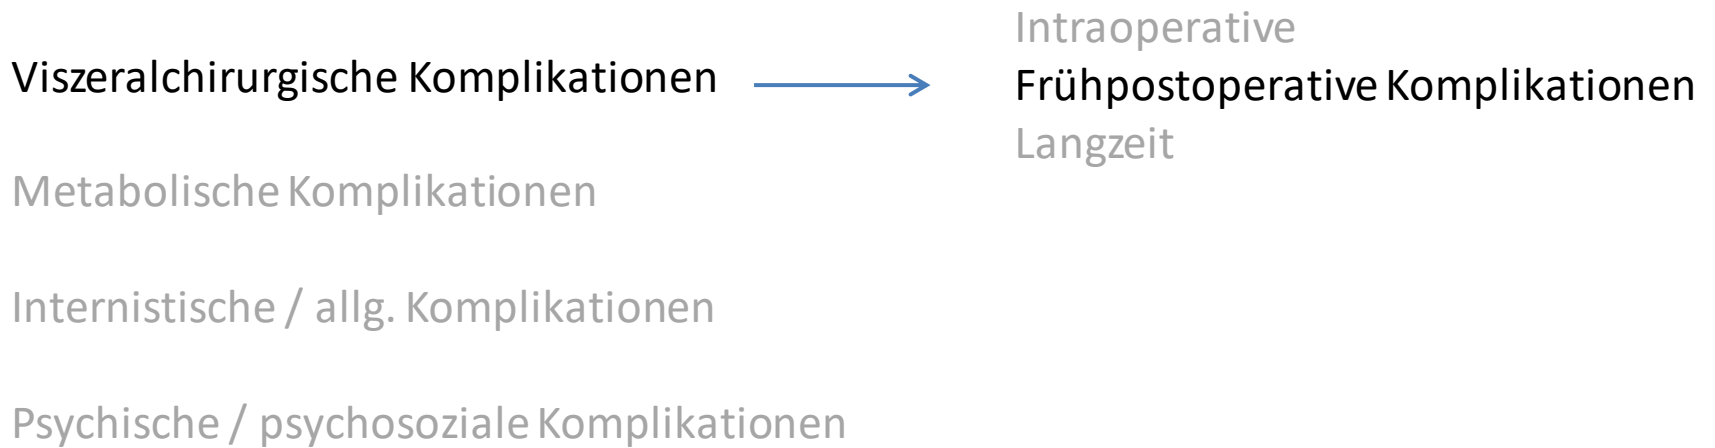 Viszeralchirurgische Komplikationen
Metabolische Komplikationen
Internistische / allg. Komplikationen
Psychische / psychosoziale Komplikationen
Intraoperative
Frühpostoperative Komplikationen
Langzeit